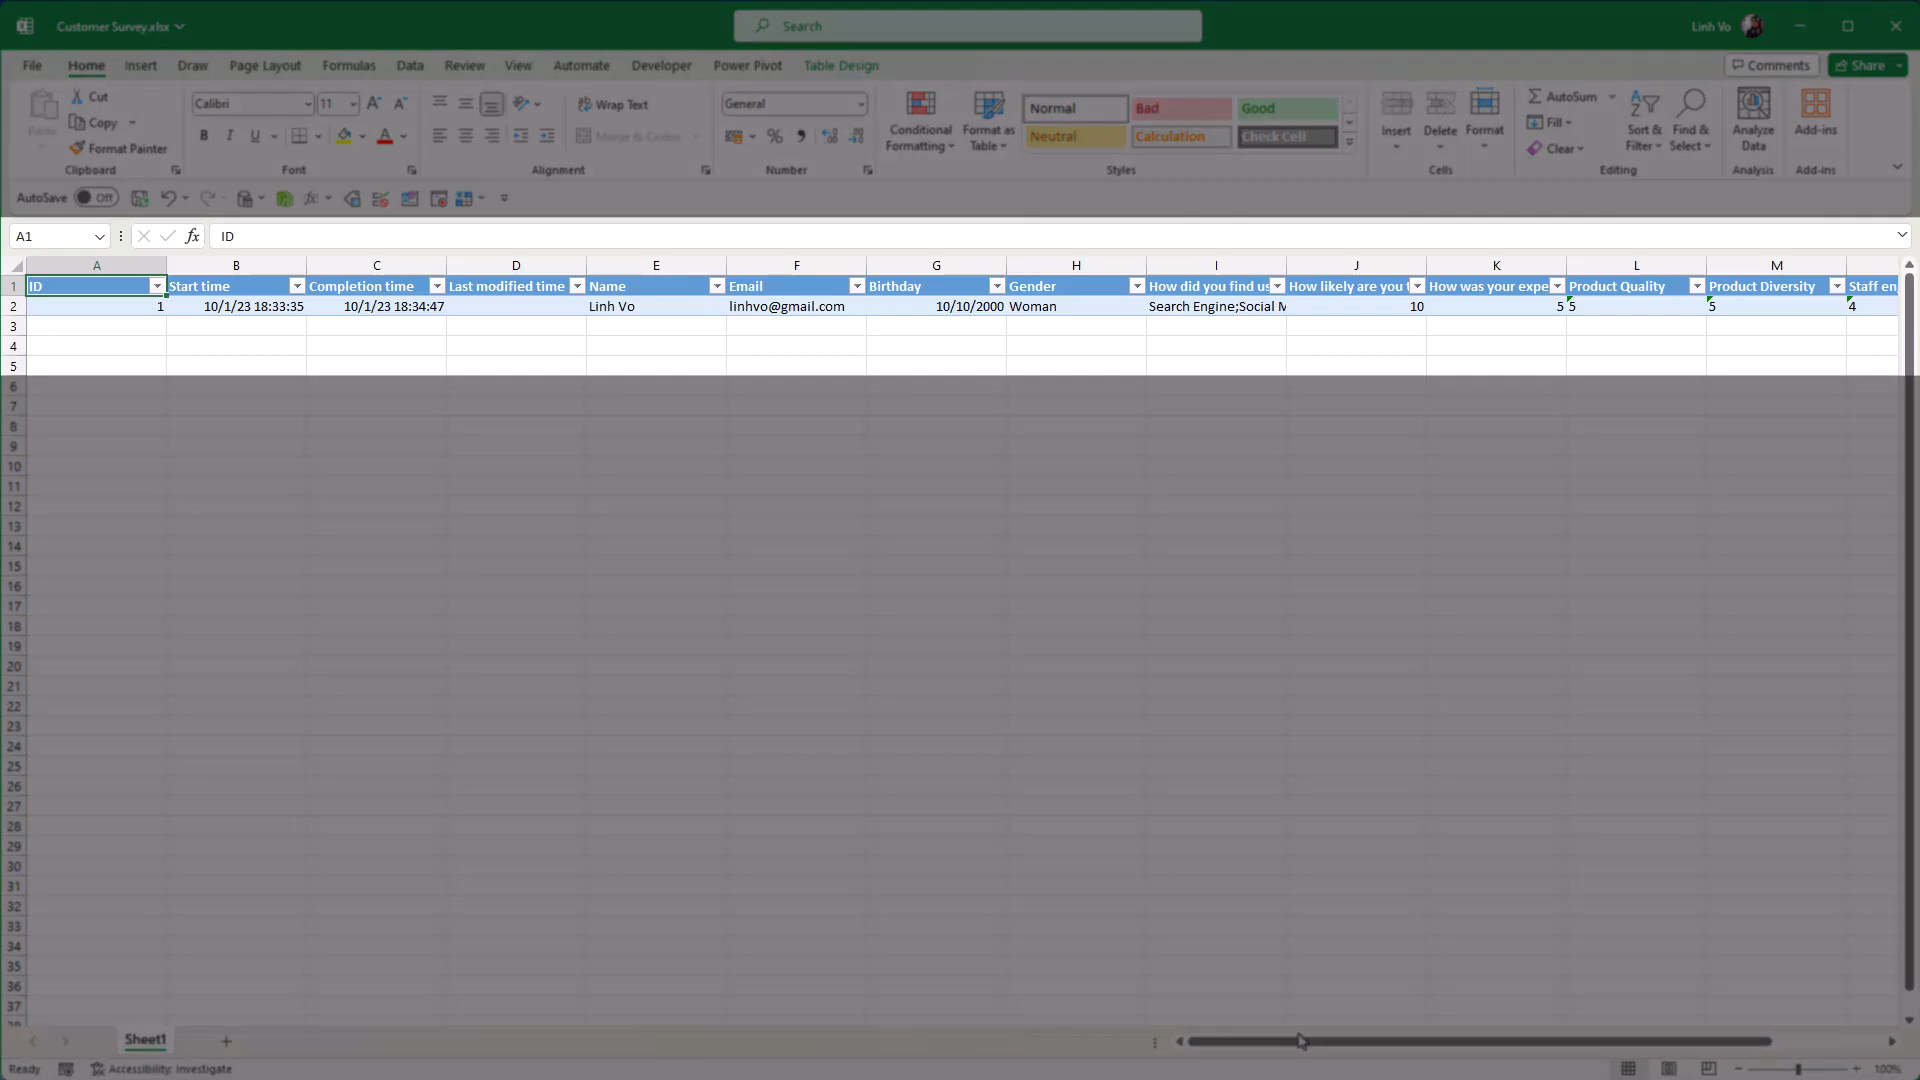 Customer Survey.xlsx
Search
Linh Vo
File Home Insert Draw Page Layout Formulas Data Review View Automate Developer Power Pivot Table Design
Comments Share
Paste
Cut
Copy
Format Painter
Clipboard
Calibri 11
B I U
Font
Wrap Text
Merge & Center
Alignment
General
Number
Conditional Formatting
Format as Table
Normal Bad Good
Neutral Calculation Check Cell
Styles
Insert Delete Format
Cells
AutoSum
Fill
Clear
Sort & Filter
Find & Select
Editing
Analyze Data
Analysis
Add-ins
Add-ins
AutoSave Off
A1 fx ID
A B C D E F G H I J K L M
1 ID Start time Completion time Last modified time Name Email Birthday Gender How did you find us How likely are you t How was your expe Product Quality Product Diversity Staff en
2 1 10/1/23 18:33:35 10/1/23 18:34:47 Linh Vo linhvo@gmail.com 10/10/2000 Woman Search Engine;Social M 10 5 5 5 4
3
4
5
6
7
8
9
10
11
12
13
14
15
16
17
18
19
20
21
22
23
24
25
26
27
28
29
30
31
32
33
34
35
36
37
38
Sheet1
Ready Accessibility: Investigate 100%